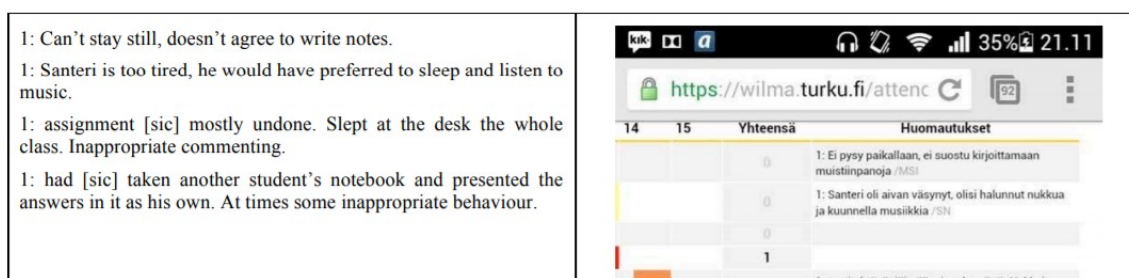 1: Can't stay still, doesn't agree to write notes.
1: Santeri is too tired, he would have preferred to sleep and listen to
music.
1: assignment [sic] mostly undone. Slept at the desk the whole
class. Inappropriate commenting.
1: had [sic] taken another student's notebook and presented the
answers in it as his own. At times some inappropriate behaviour.
kik· a 35% 21.11
https://wilma.turku.fi/attenc 92
14 15 Yhteensä Huomautukset
0 1: Ei pysy paikallaan, ei suostu kirjoittamaan
muistiinpanoja /MSI
0 1: Santeri oli aivan väsynyt, olisi halunnut nukkua
ja kuunnella musiikkia /SN
0
1